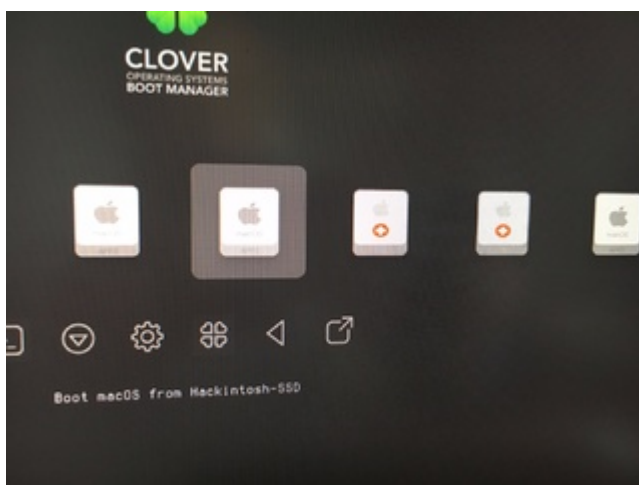 CLOVER
OPERATING SYSTEMS
BOOT MANAGER
Boot macOS from Hackintosh-SSD